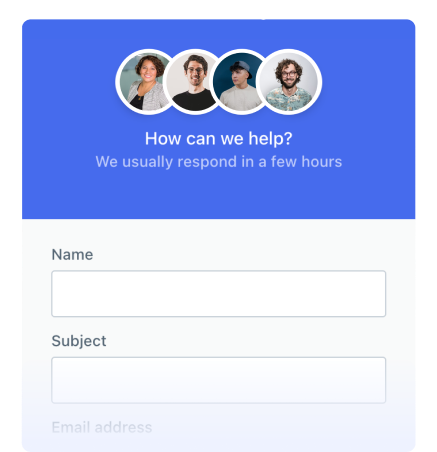 How can we help?
We usually respond in a few hours
Name
Subject
Email address